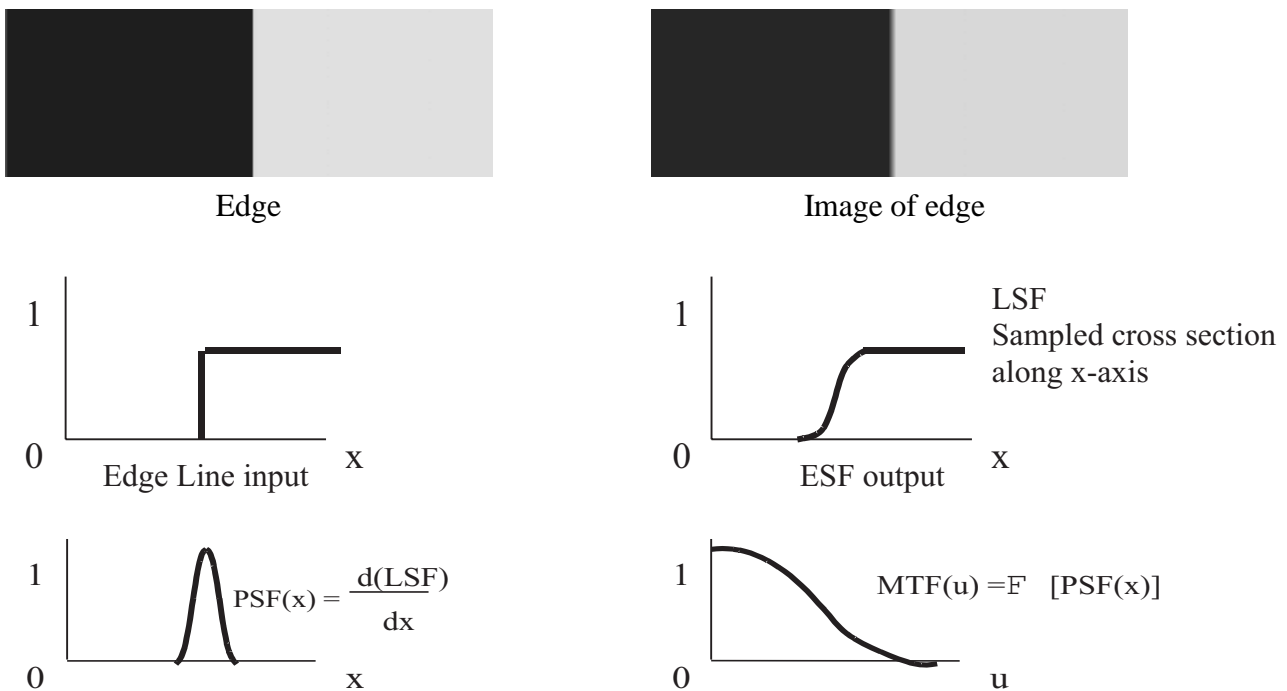 Edge
Image of edge
1
0
x
Edge Line input
1
0
x
ESF output
LSF
Sampled cross section
along x-axis
1
0
x
PSF(x) = d(LSF)
dx
1
0
u
MTF(u) =F [PSF(x)]